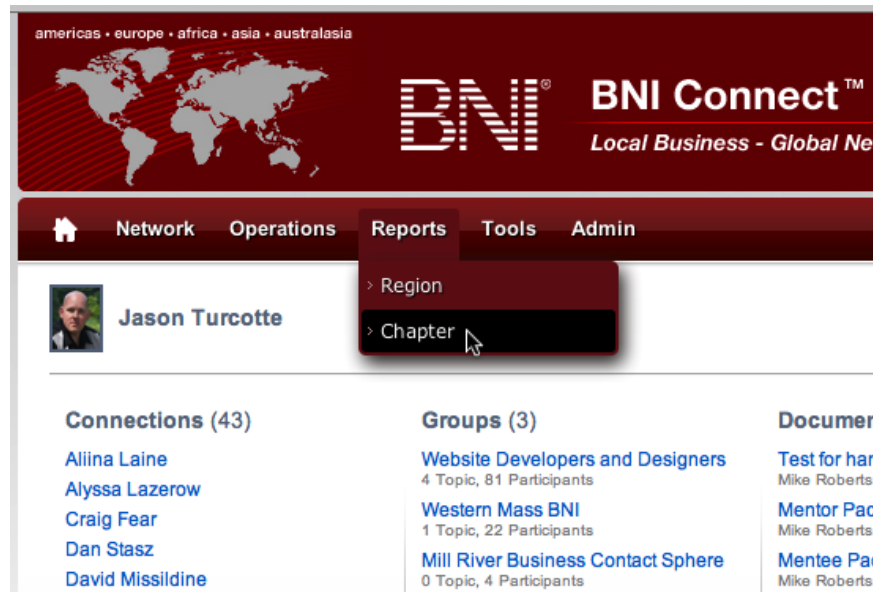 americas • europe • africa • asia • australasia
BNI® BNI Connect™
Local Business - Global Ne
Network Operations Reports Tools Admin
› Region
› Chapter
Jason Turcotte
Connections (43)
Aliina Laine
Alyssa Lazerow
Craig Fear
Dan Stasz
David Missildine
Groups (3)
Website Developers and Designers
4 Topic, 81 Participants
Western Mass BNI
1 Topic, 22 Participants
Mill River Business Contact Sphere
0 Topic, 4 Participants
Documer
Test for har
Mike Roberts
Mentor Pac
Mike Roberts
Mentee Pa
Mike Roberts